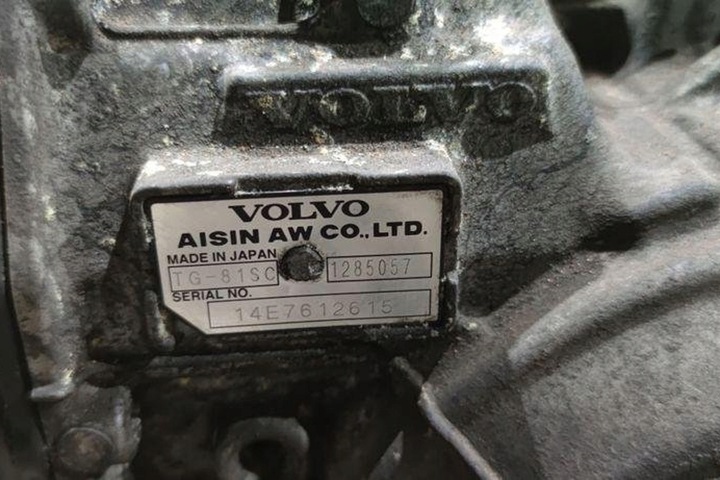 VOLVO
VOLVO
AISIN AW CO.,LTD.
MADE IN JAPAN
TG-81SC 1285057
SERIAL NO.
14E7612615